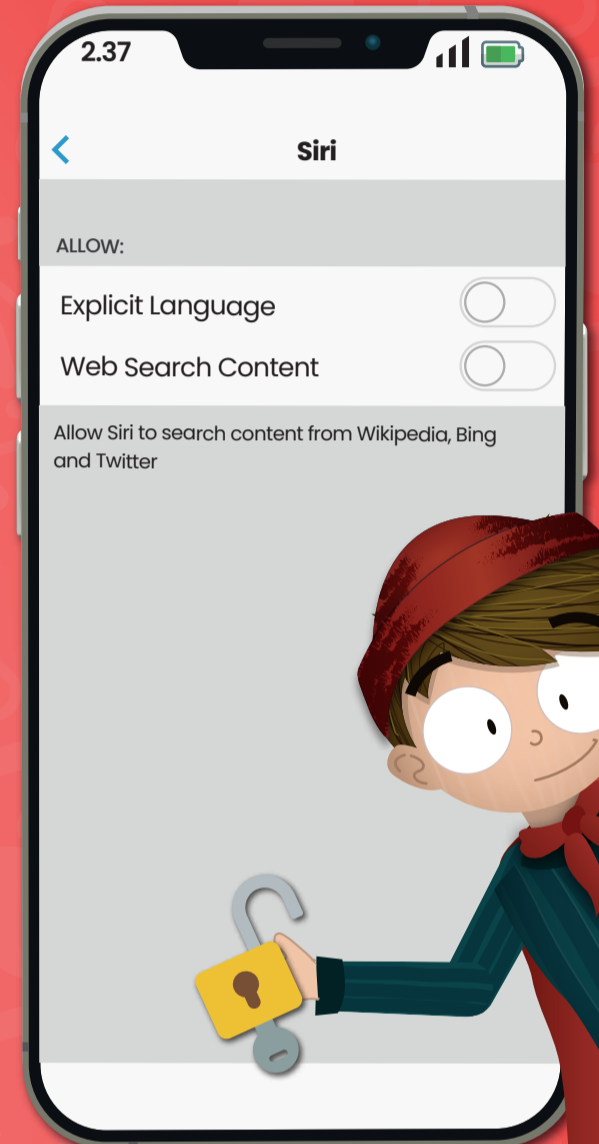 2.37
Siri
ALLOW:
Explicit Language
Web Search Content
Allow Siri to search content from Wikipedia, Bing
and Twitter